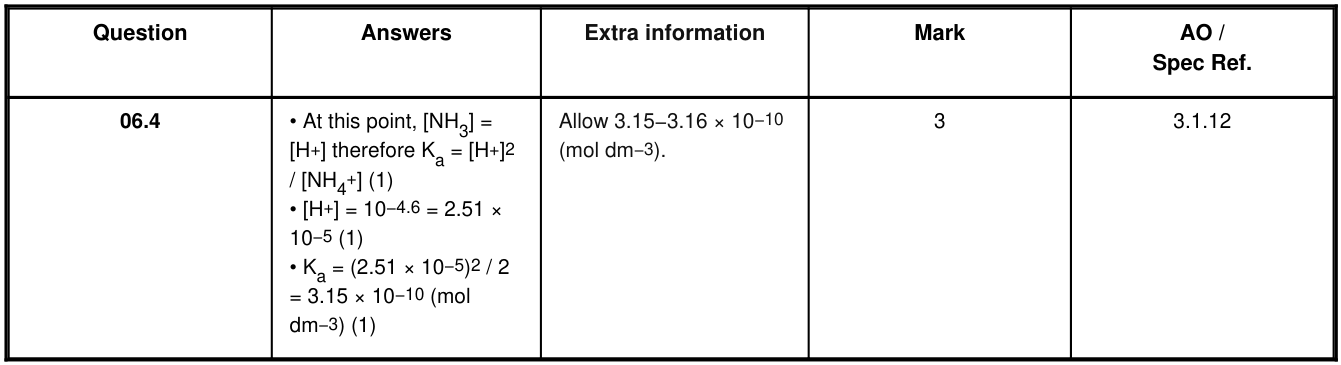 Question Answers Extra information Mark AO /
Spec Ref.
06.4
• At this point, [NH₃] =
[H+] therefore Kₐ = [H+]²
/ [NH₄⁺] (1)
• [H+] = 10⁻⁴·⁶ = 2.51 ×
10⁻⁵ (1)
• Kₐ = (2.51 × 10⁻⁵)² / 2
= 3.15 × 10⁻¹⁰ (mol
dm⁻³) (1)
Allow 3.15–3.16 × 10⁻¹⁰
(mol dm⁻³).
3
3.1.12